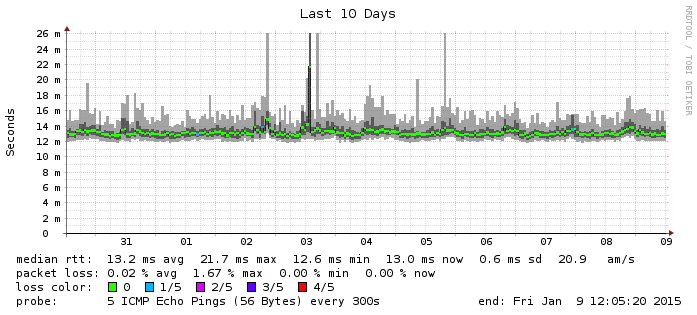 Last 10 Days
RRDTOOL / TOBI OETIKER
Seconds
26 m
24 m
22 m
20 m
18 m
16 m
14 m
12 m
10 m
8 m
6 m
4 m
2 m
0
31 01 02 03 04 05 06 07 08 09
median rtt: 13.2 ms avg 21.7 ms max 12.6 ms min 13.0 ms now 0.6 ms sd 20.9 am/s
packet loss: 0.02 % avg 1.67 % max 0.00 % min 0.00 % now
loss color: 0 1/5 2/5 3/5 4/5
probe: 5 ICMP Echo Pings (56 Bytes) every 300s end: Fri Jan 9 12:05:20 2015